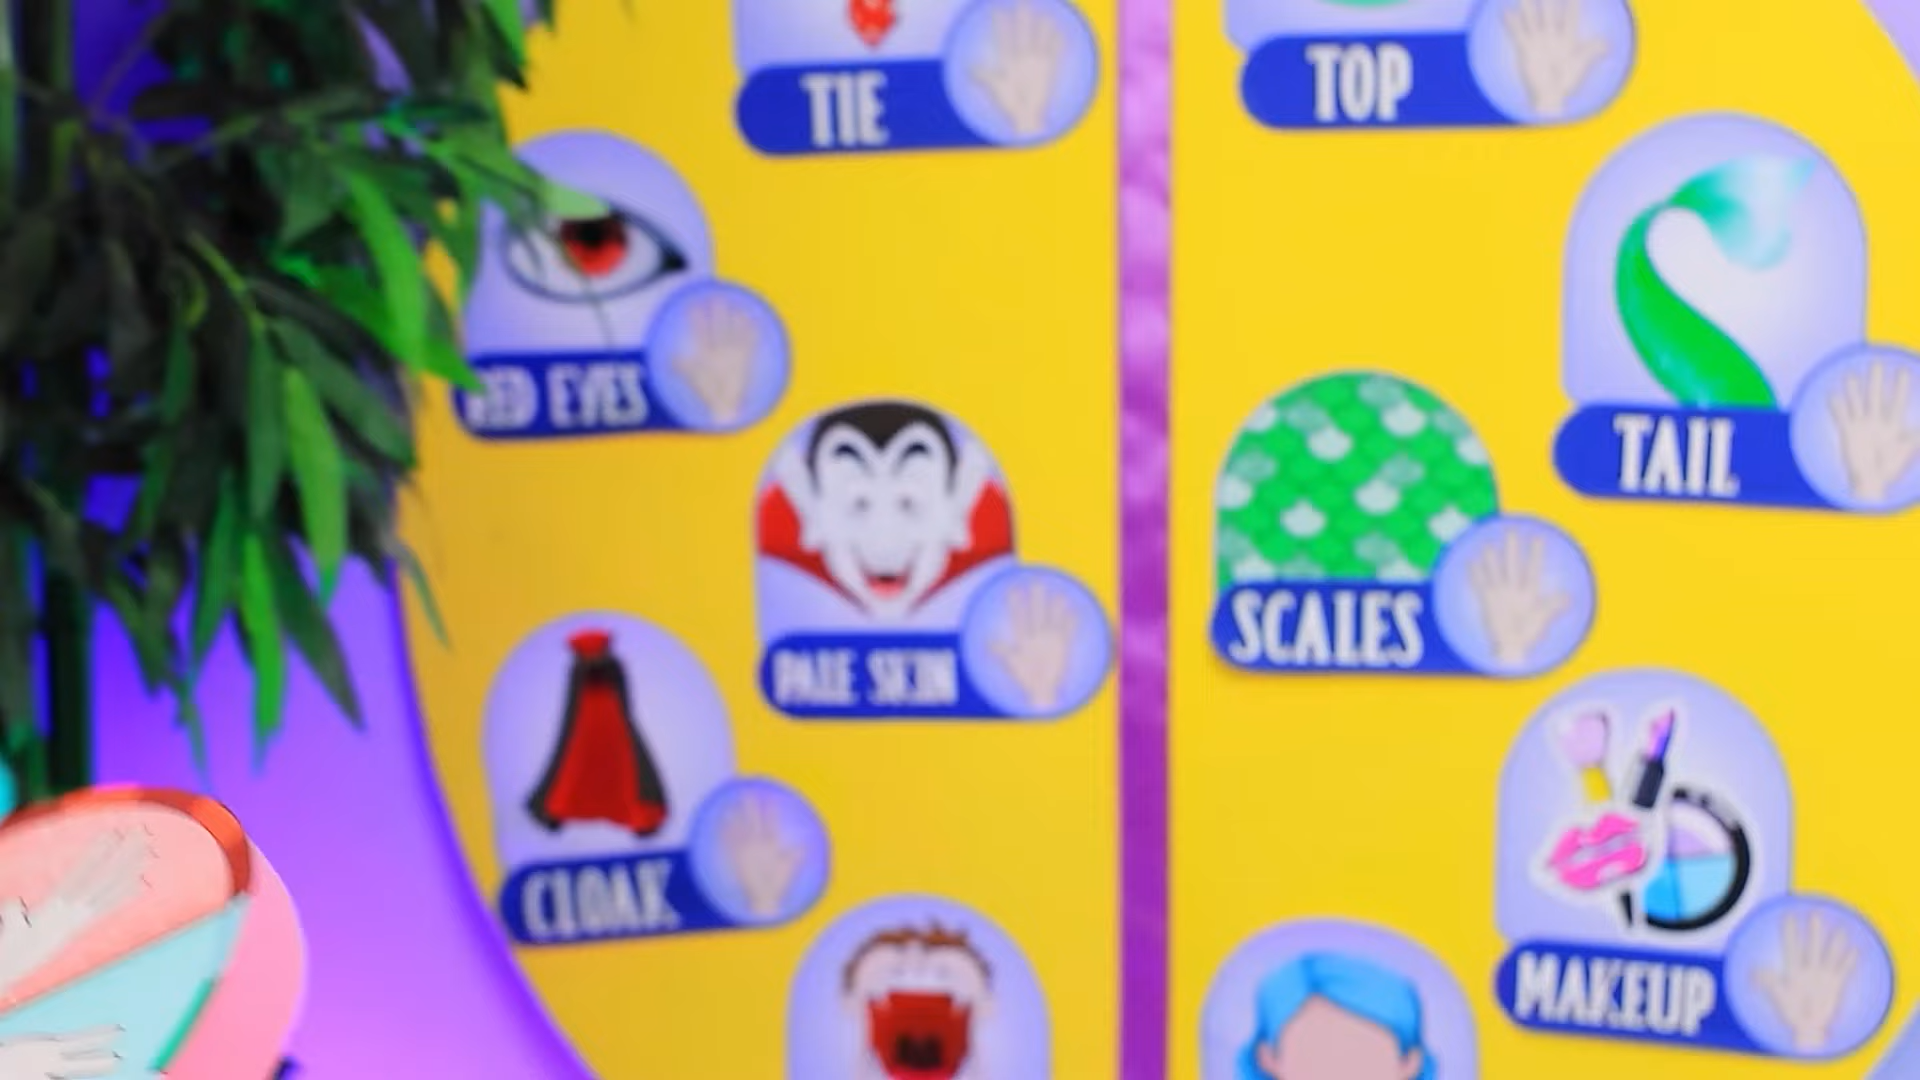 TIE
TOP
RED EYES
TAIL
PALE SKIN
SCALES
CLOAK
MAKEUP